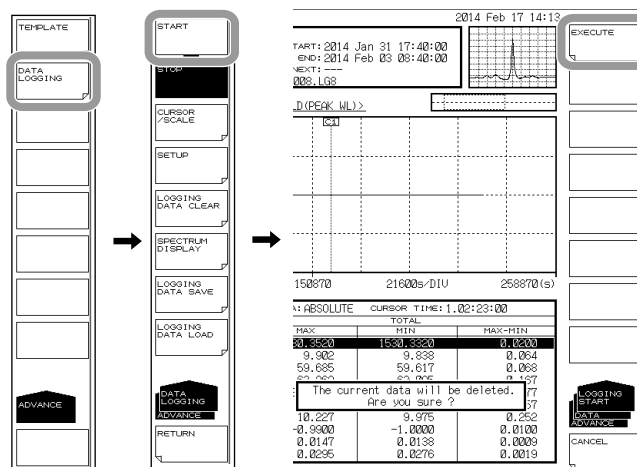 TEMPLATE
DATA
LOGGING
ADVANCE
START
STOP
CURSOR
/SCALE
SETUP
LOGGING
DATA CLEAR
SPECTRUM
DISPLAY
LOGGING
DATA SAVE
LOGGING
DATA LOAD
DATA
LOGGING
ADVANCE
RETURN
2014 Feb 17 14:13
TART: 2014 Jan 31 17:40:00
END: 2014 Feb 03 08:40:00
NEXT: ---
008.LG8
LD(PEAK WL)>
C1
150870 21600s/DIV 258870(s)
: ABSOLUTE CURSOR TIME: 1.02:23:00
TOTAL
MAX MIN MAX-MIN
30.3520 1530.3320 0.0200
9.902 9.838 0.064
59.685 59.617 0.068
The current data will be deleted.
Are you sure ?
10.227 9.975 0.252
-0.9900 -1.0000 0.0100
0.0147 0.0138 0.0009
0.0295 0.0276 0.0019
EXECUTE
LOGGING
START
DATA
ADVANCE
CANCEL